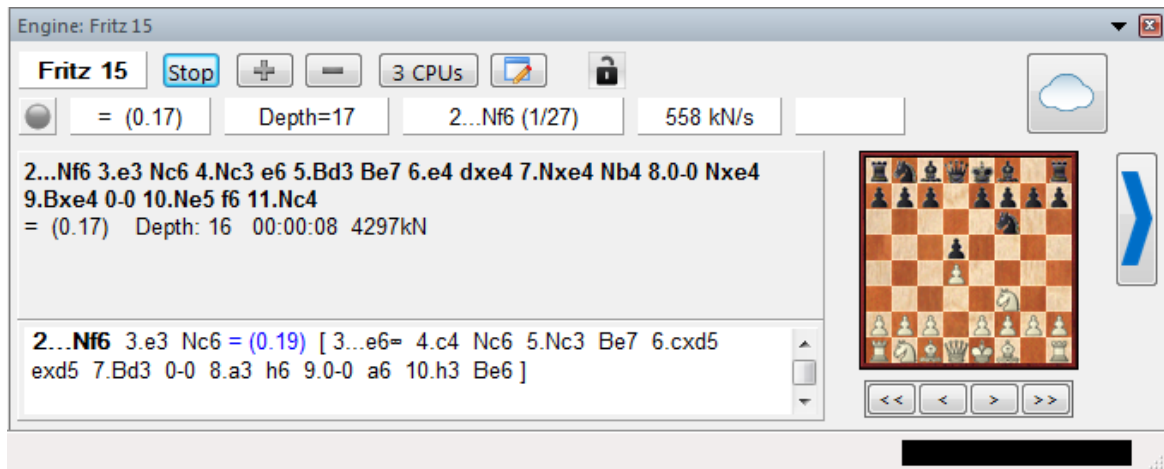 Engine: Fritz 15
Fritz 15 Stop 3 CPUs
= (0.17) Depth=17 2...Nf6 (1/27) 558 kN/s
2...Nf6 3.e3 Nc6 4.Nc3 e6 5.Bd3 Be7 6.e4 dxe4 7.Nxe4 Nb4 8.0-0 Nxe4
9.Bxe4 0-0 10.Ne5 f6 11.Nc4
= (0.17) Depth: 16 00:00:08 4297kN
2...Nf6 3.e3 Nc6 = (0.19) [ 3...e6= 4.c4 Nc6 5.Nc3 Be7 6.cxd5
exd5 7.Bd3 0-0 8.a3 h6 9.0-0 a6 10.h3 Be6 ]
<< < > >>